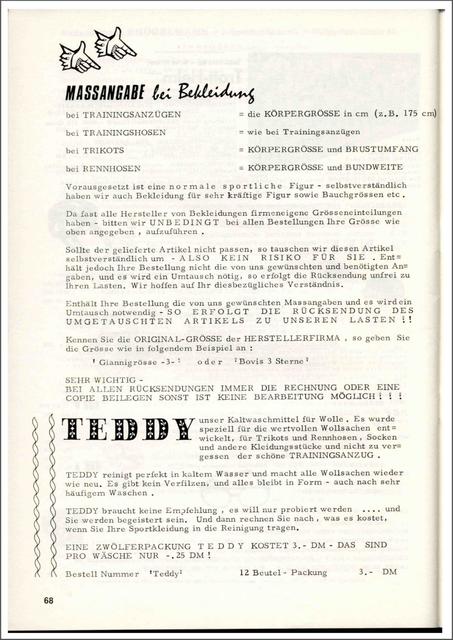 MASSANGABE bei Bekleidung
bei TRAININGSANZÜGEN = die KÖRPERGRÖSSE in cm (z.B. 175 cm)
bei TRAININGSHOSEN = wie bei Trainingsanzügen
bei TRIKOTS = KÖRPERGRÖSSE und BRUSTUMFANG
bei RENNHOSEN = KÖRPERGRÖSSE und BUNDWEITE
Vorausgesetzt ist eine normale sportliche Figur - selbstverständlich
haben wir auch Bekleidung für sehr kräftige Figur sowie Bauchgrössen etc.
Da fast alle Hersteller von Bekleidungen firmeneigene Grösseneinteilungen
haben - bitten wir UNBEDINGT bei allen Bestellungen Ihre Grösse wie
oben angegeben , aufzuführen .
Sollte der gelieferte Artikel nicht passen, so tauschen wir diesen Artikel
selbstverständlich um - ALSO KEIN RISIKO FÜR SIE . Ent=
hält jedoch Ihre Bestellung nicht die von uns gewünschten und benötigten An=
gaben, und es wird ein Umtausch nötig, so erfolgt die Rücksendung unfrei zu
Ihren Lasten. Wir hoffen auf Ihr diesbezügliches Verständnis.
Enthält Ihre Bestellung die von uns gewünschten Massangaben und es wird ein
Umtausch notwendig - SO ERFOLGT DIE RÜCKSENDUNG DES
UMGETAUSCHTEN ARTIKELS ZU UNSEREN LASTEN !!
Kennen Sie die ORIGINAL-GRÖSSE der HERSTELLERFIRMA , so geben Sie
die Grösse wie in folgendem Beispiel an :
' Giannigrösse -3-' oder 'Bovis 3 Sterne'
SEHR WICHTIG -
BEI ALLEN RÜCKSENDUNGEN IMMER DIE RECHNUNG ODER EINE
COPIE BEILEGEN SONST IST KEINE BEARBEITUNG MÖGLICH ! ! !
TEDDY unser Kaltwaschmittel für Wolle . Es wurde
speziell für die wertvollen Wollsachen ent=
wickelt, für Trikots und Rennhosen, Socken
und andere Kleidungsstücke und nicht zu ver=
gessen der schöne TRAININGSANZUG .
TEDDY reinigt perfekt in kaltem Wasser und macht alle Wollsachen wieder
wie neu. Es gibt kein Verfilzen, und alles bleibt in Form - auch nach sehr
häufigem Waschen .
TEDDY braucht keine Empfehlung , es will nur probiert werden .... und
Sie werden begeistert sein. Und dann rechnen Sie nach , was es kostet,
wenn Sie Ihre Sportkleidung in die Reinigung tragen.
EINE ZWÖLFERPACKUNG TEDDY KOSTET 3.- DM - DAS SIND
PRO WÄSCHE NUR -.25 DM !
Bestell Nummer 'Teddy' 12 Beutel - Packung 3.- DM
68